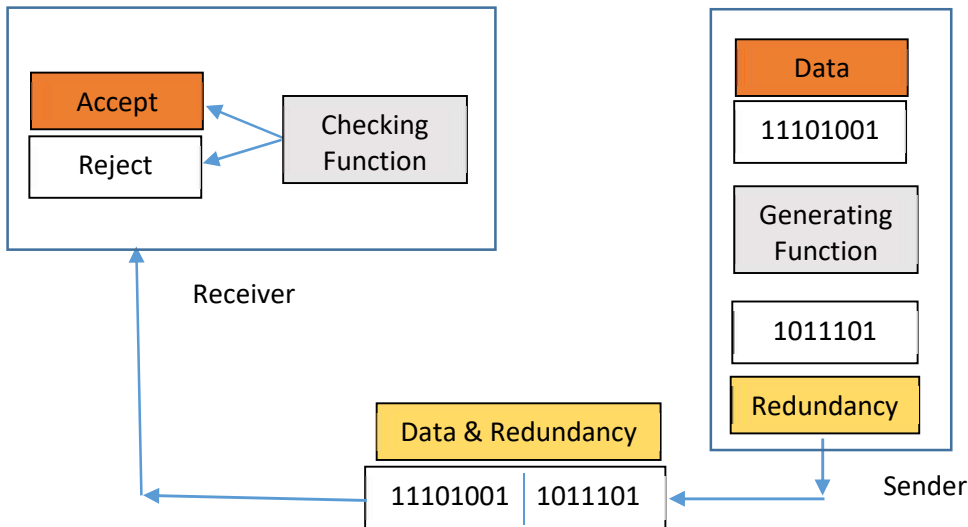 Accept
Reject
Checking
Function
Receiver
Data
11101001
Generating
Function
1011101
Redundancy
Sender
Data & Redundancy
11101001 1011101